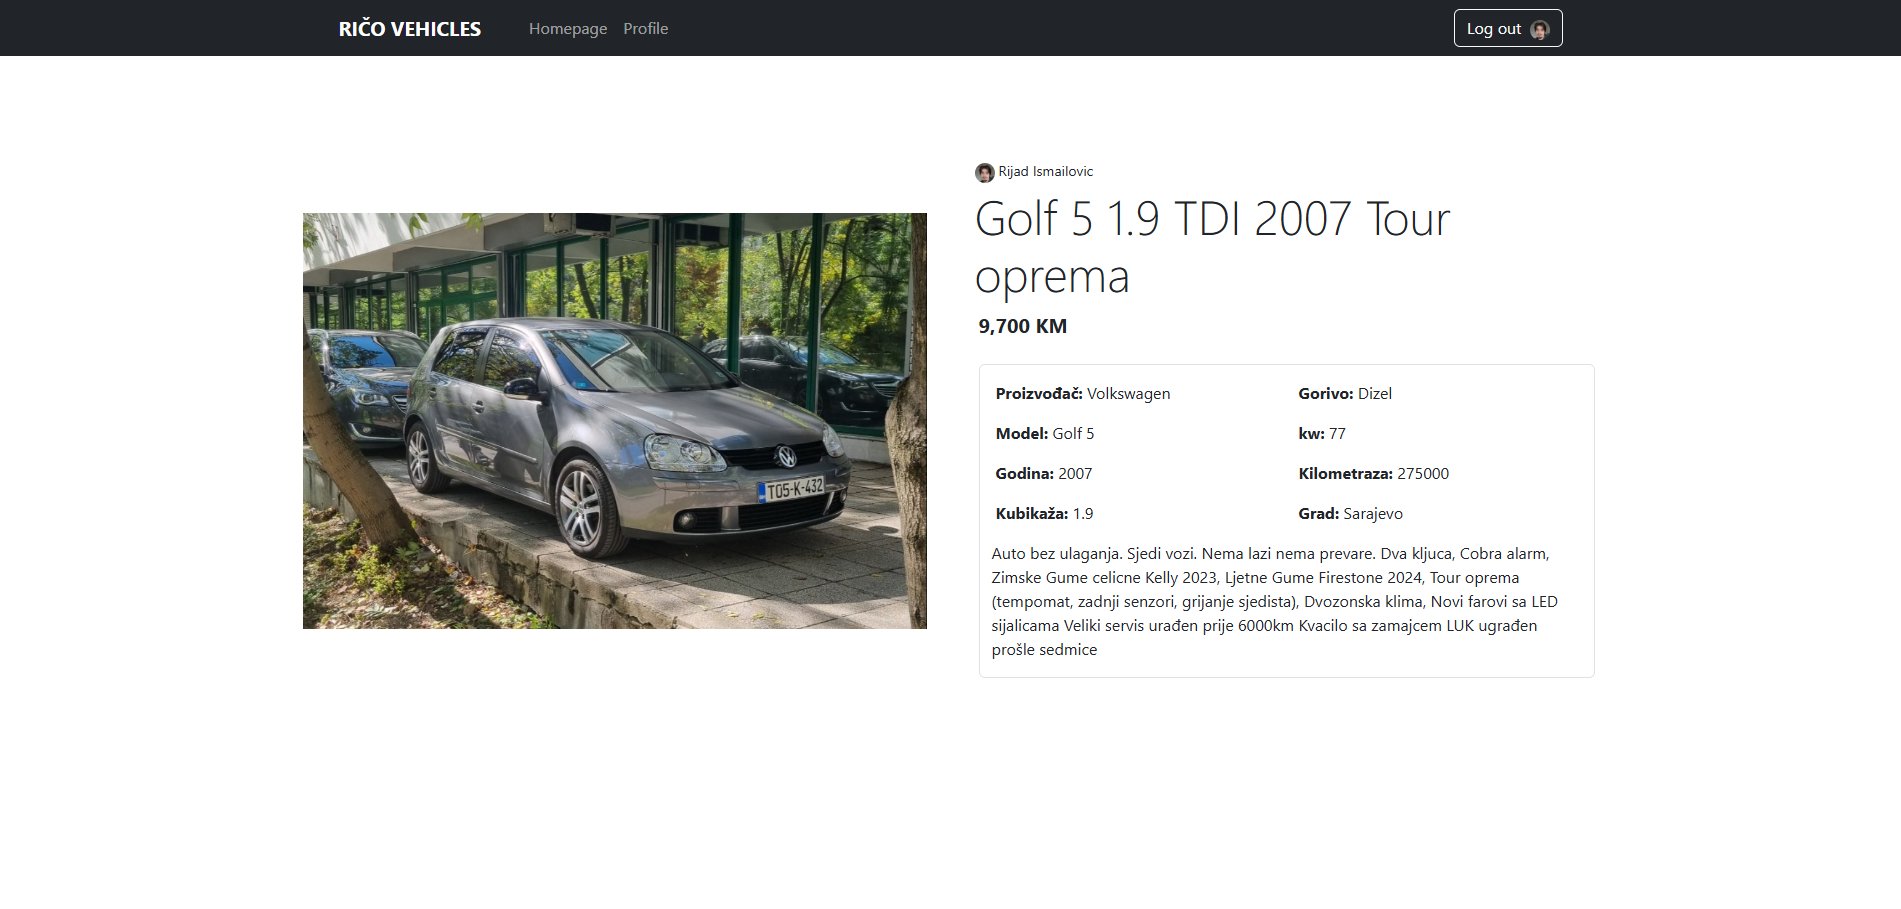 RIČO VEHICLES
Homepage
Profile
Log out
Rijad Ismailovic
Golf 5 1.9 TDI 2007 Tour
oprema
9,700 KM
Proizvođač: Volkswagen
Gorivo: Dizel
Model: Golf 5
kw: 77
Godina: 2007
Kilometraza: 275000
Kubikaža: 1.9
Grad: Sarajevo
Auto bez ulaganja. Sjedi vozi. Nema lazi nema prevare. Dva kljuca, Cobra alarm,
Zimske Gume celicne Kelly 2023, Ljetne Gume Firestone 2024, Tour oprema
(tempomat, zadnji senzori, grijanje sjedista), Dvozonska klima, Novi farovi sa LED
sijalicama Veliki servis urađen prije 6000km Kvacilo sa zamajcem LUK ugrađen
prošle sedmice
T05-K-432